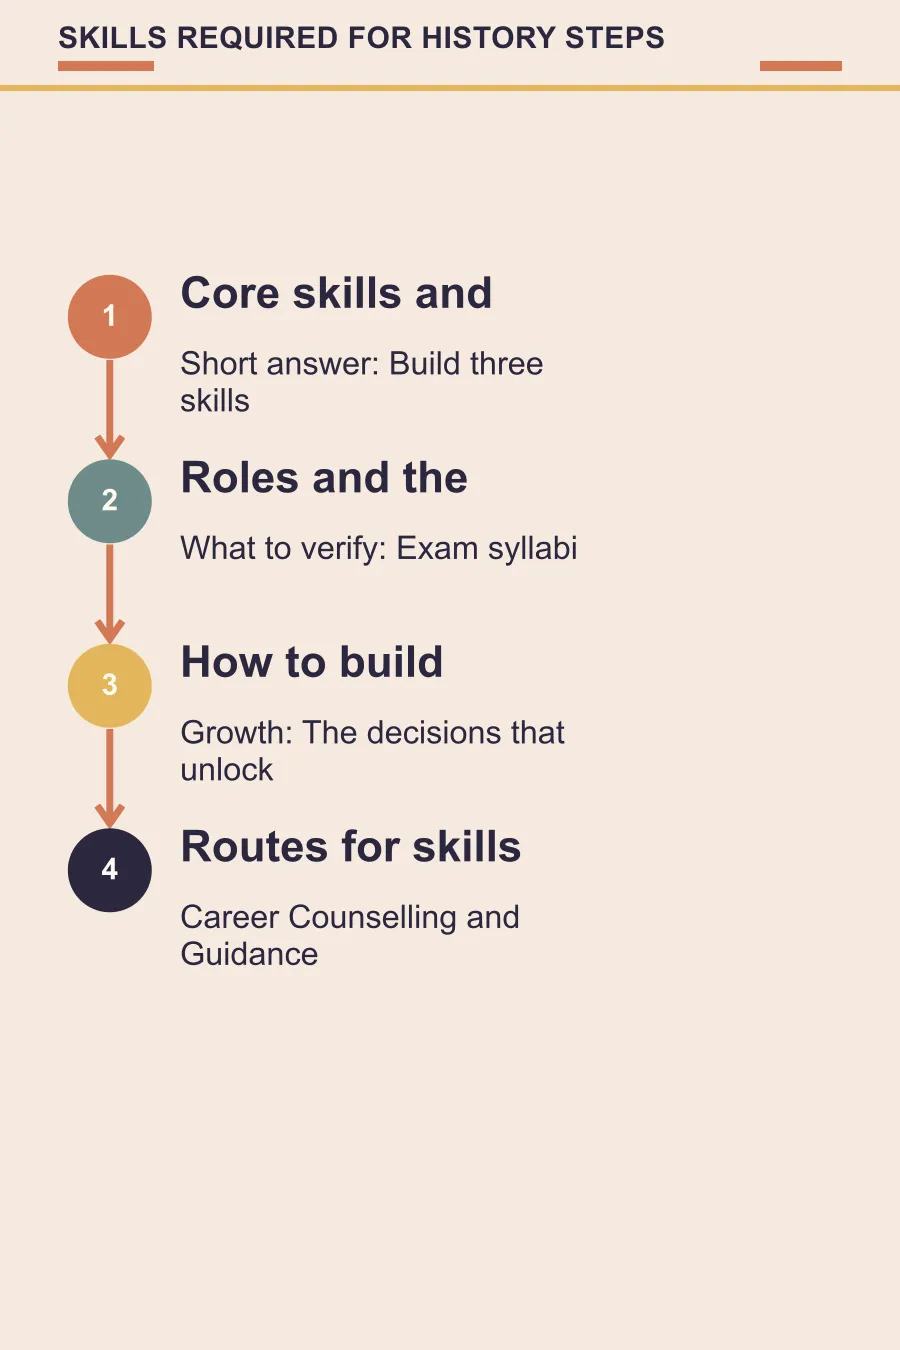 SKILLS REQUIRED FOR HISTORY STEPS
1
Core skills and
Short answer: Build three
skills
2
Roles and the
What to verify: Exam syllabi
3
How to build
Growth: The decisions that
unlock
4
Routes for skills
Career Counselling and
Guidance